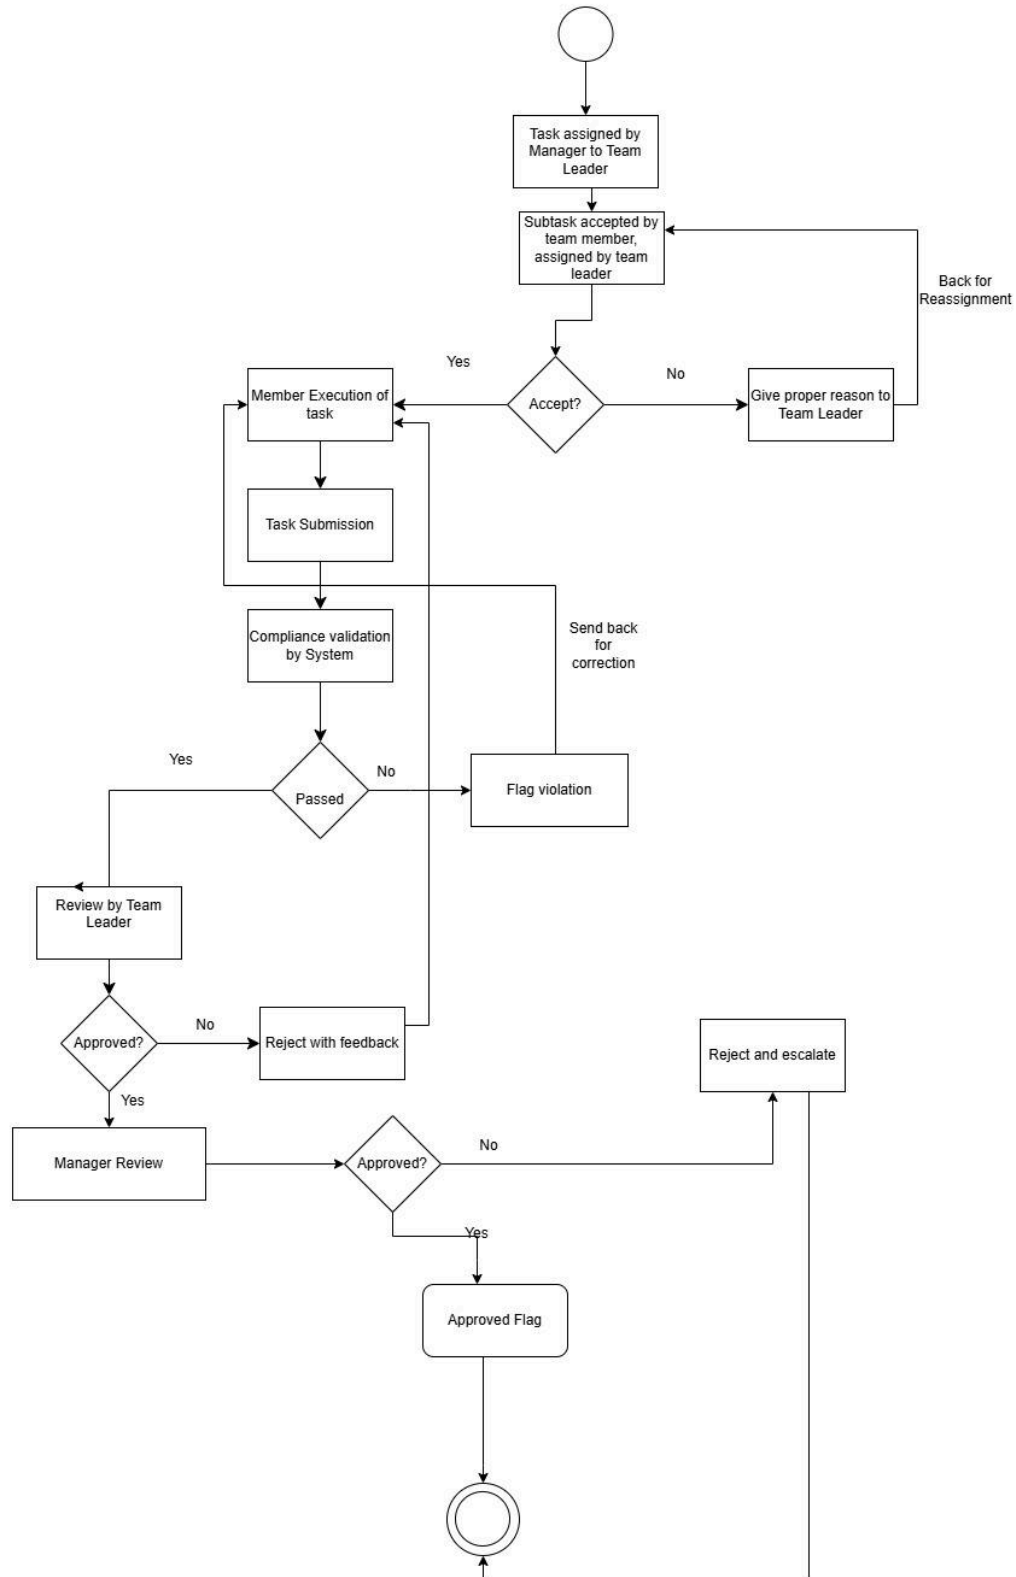 Task assigned by
Manager to Team
Leader
Subtask accepted by
team member,
assigned by team
leader
Back for
Reassignment
Yes
No
Member Execution of
task
Accept?
Give proper reason to
Team Leader
Task Submission
Compliance validation
by System
Send back
for
correction
Yes
No
Passed
Flag violation
Review by Team
Leader
No
Approved?
Reject with feedback
Reject and escalate
Yes
Manager Review
Approved?
No
Yes
Approved Flag